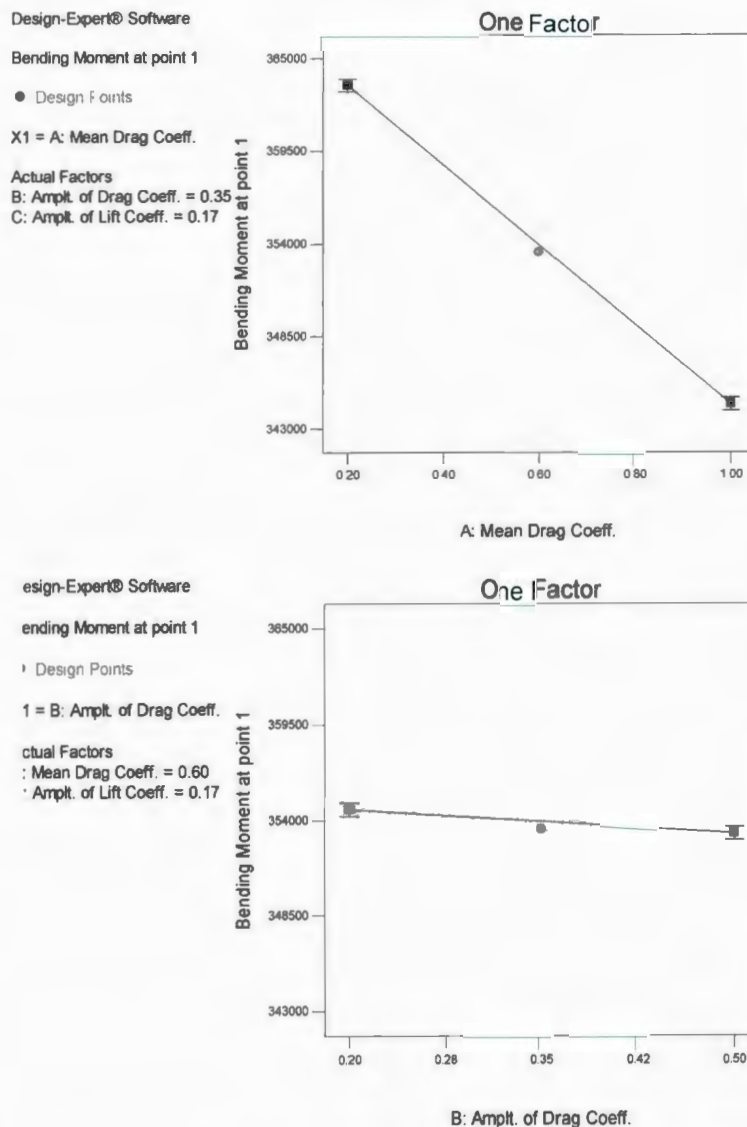 Design-Expert® Software
Bending Moment at point 1
Design Points
X1 = A: Mean Drag Coeff.
Actual Factors
B: Amplt. of Drag Coeff. = 0.35
C: Amplt. of Lift Coeff. = 0.17
One Factor
Bending Moment at point 1
365000
359500
354000
348500
343000
0.20
0.40
0.60
0.80
1.00
A: Mean Drag Coeff.
esign-Expert® Software
ending Moment at point 1
Design Points
1 = B: Amplt. of Drag Coeff.
ctual Factors
: Mean Drag Coeff. = 0.60
: Amplt. of Lift Coeff. = 0.17
One Factor
Bending Moment at point 1
365000
359500
354000
348500
343000
0.20
0.28
0.35
0.42
0.50
B: Amplt. of Drag Coeff.